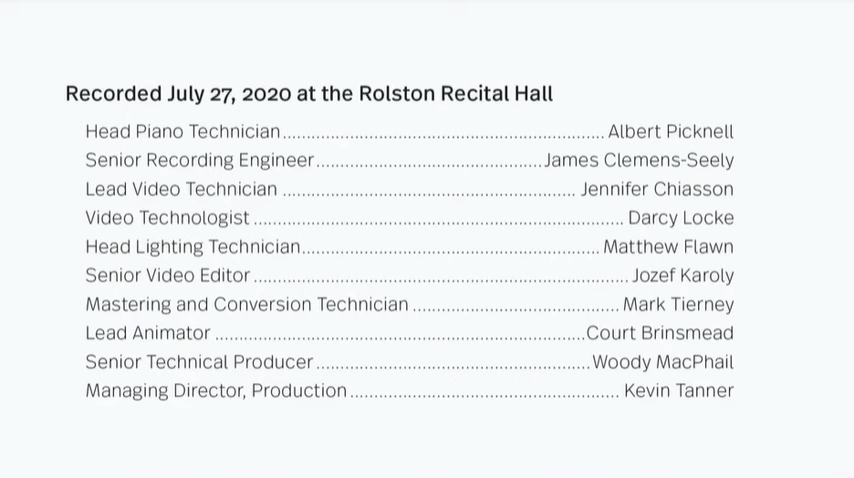 Recorded July 27, 2020 at the Rolston Recital Hall
Head Piano Technician........................................................................Albert Picknell
Senior Recording Engineer..................................................James Clemens-Seely
Lead Video Technician .................................................................. Jennifer Chiasson
Video Technologist ................................................................................... Darcy Locke
Head Lighting Technician................................................................... Matthew Flawn
Senior Video Editor.....................................................................................Jozef Karoly
Mastering and Conversion Technician .............................................. Mark Tierney
Lead Animator ...................................................................................Court Brinsmead
Senior Technical Producer..............................................................Woody MacPhail
Managing Director, Production............................................................ Kevin Tanner